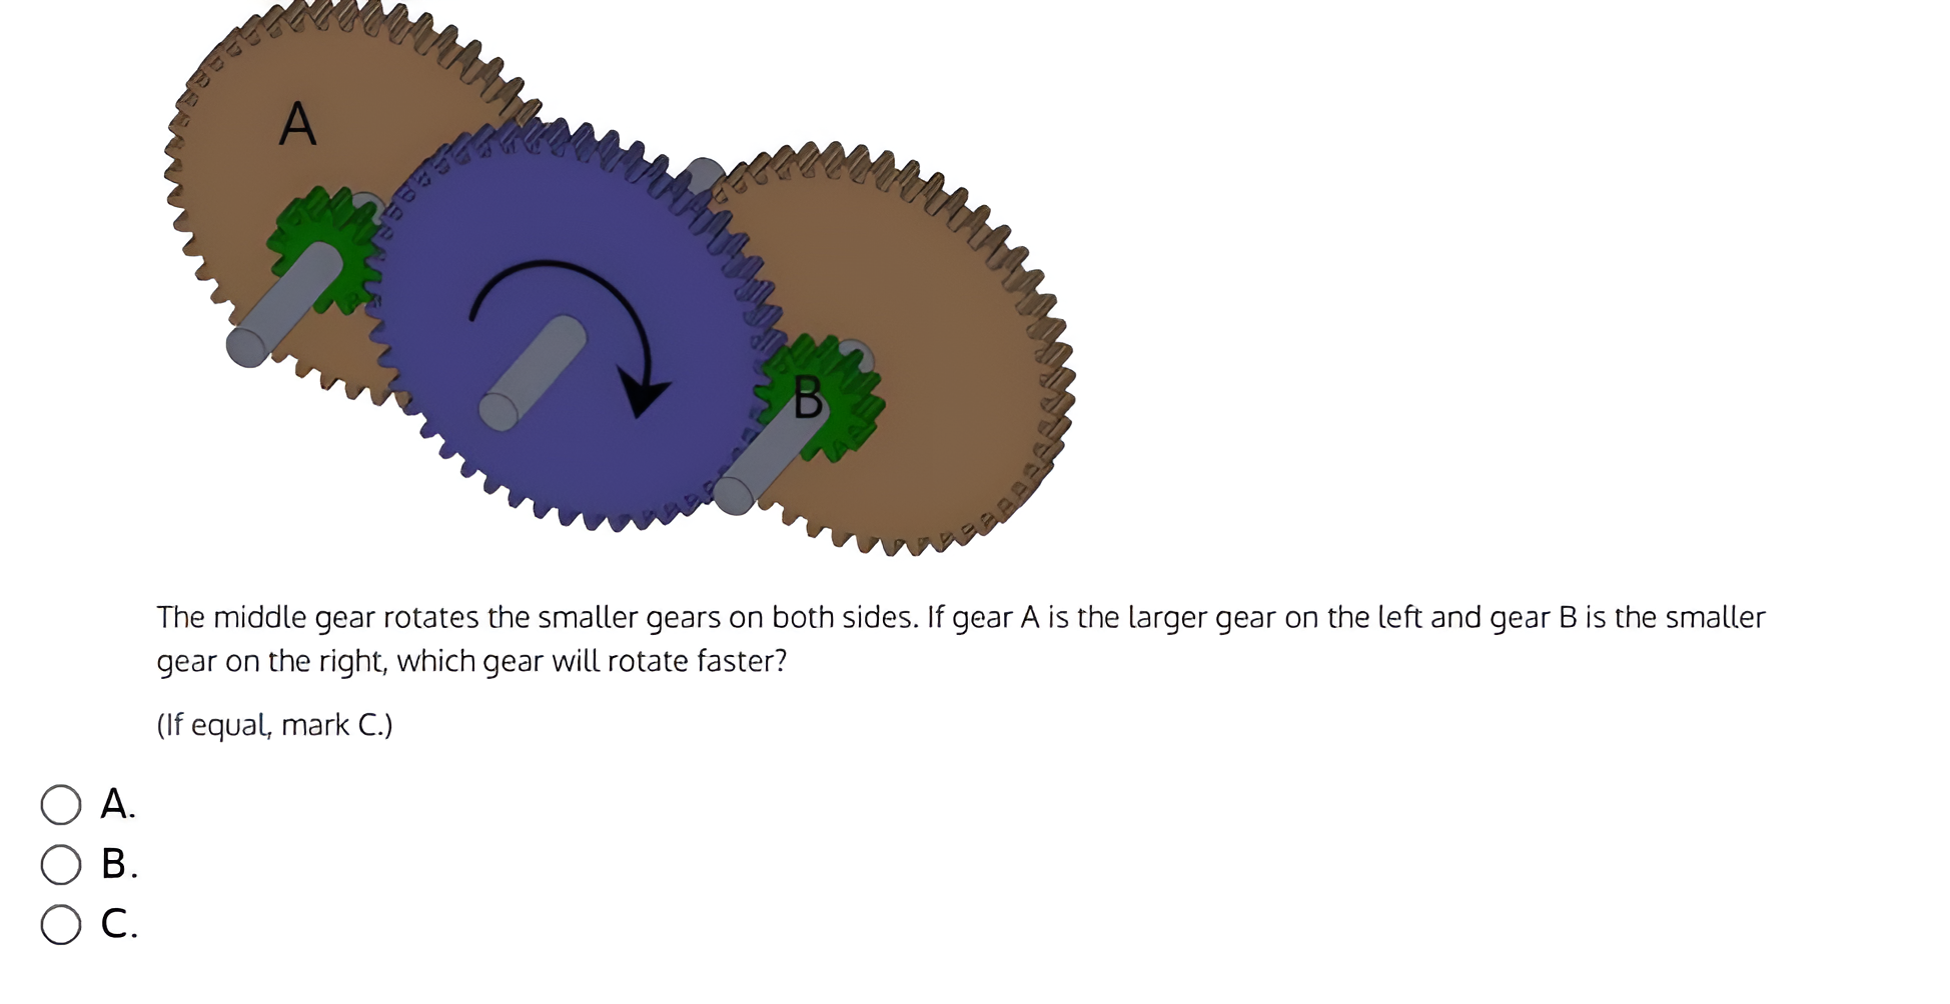 A
B
The middle gear rotates the smaller gears on both sides. If gear A is the larger gear on the left and gear B is the smaller
gear on the right, which gear will rotate faster?
(If equal, mark C.)
A.
B.
C.